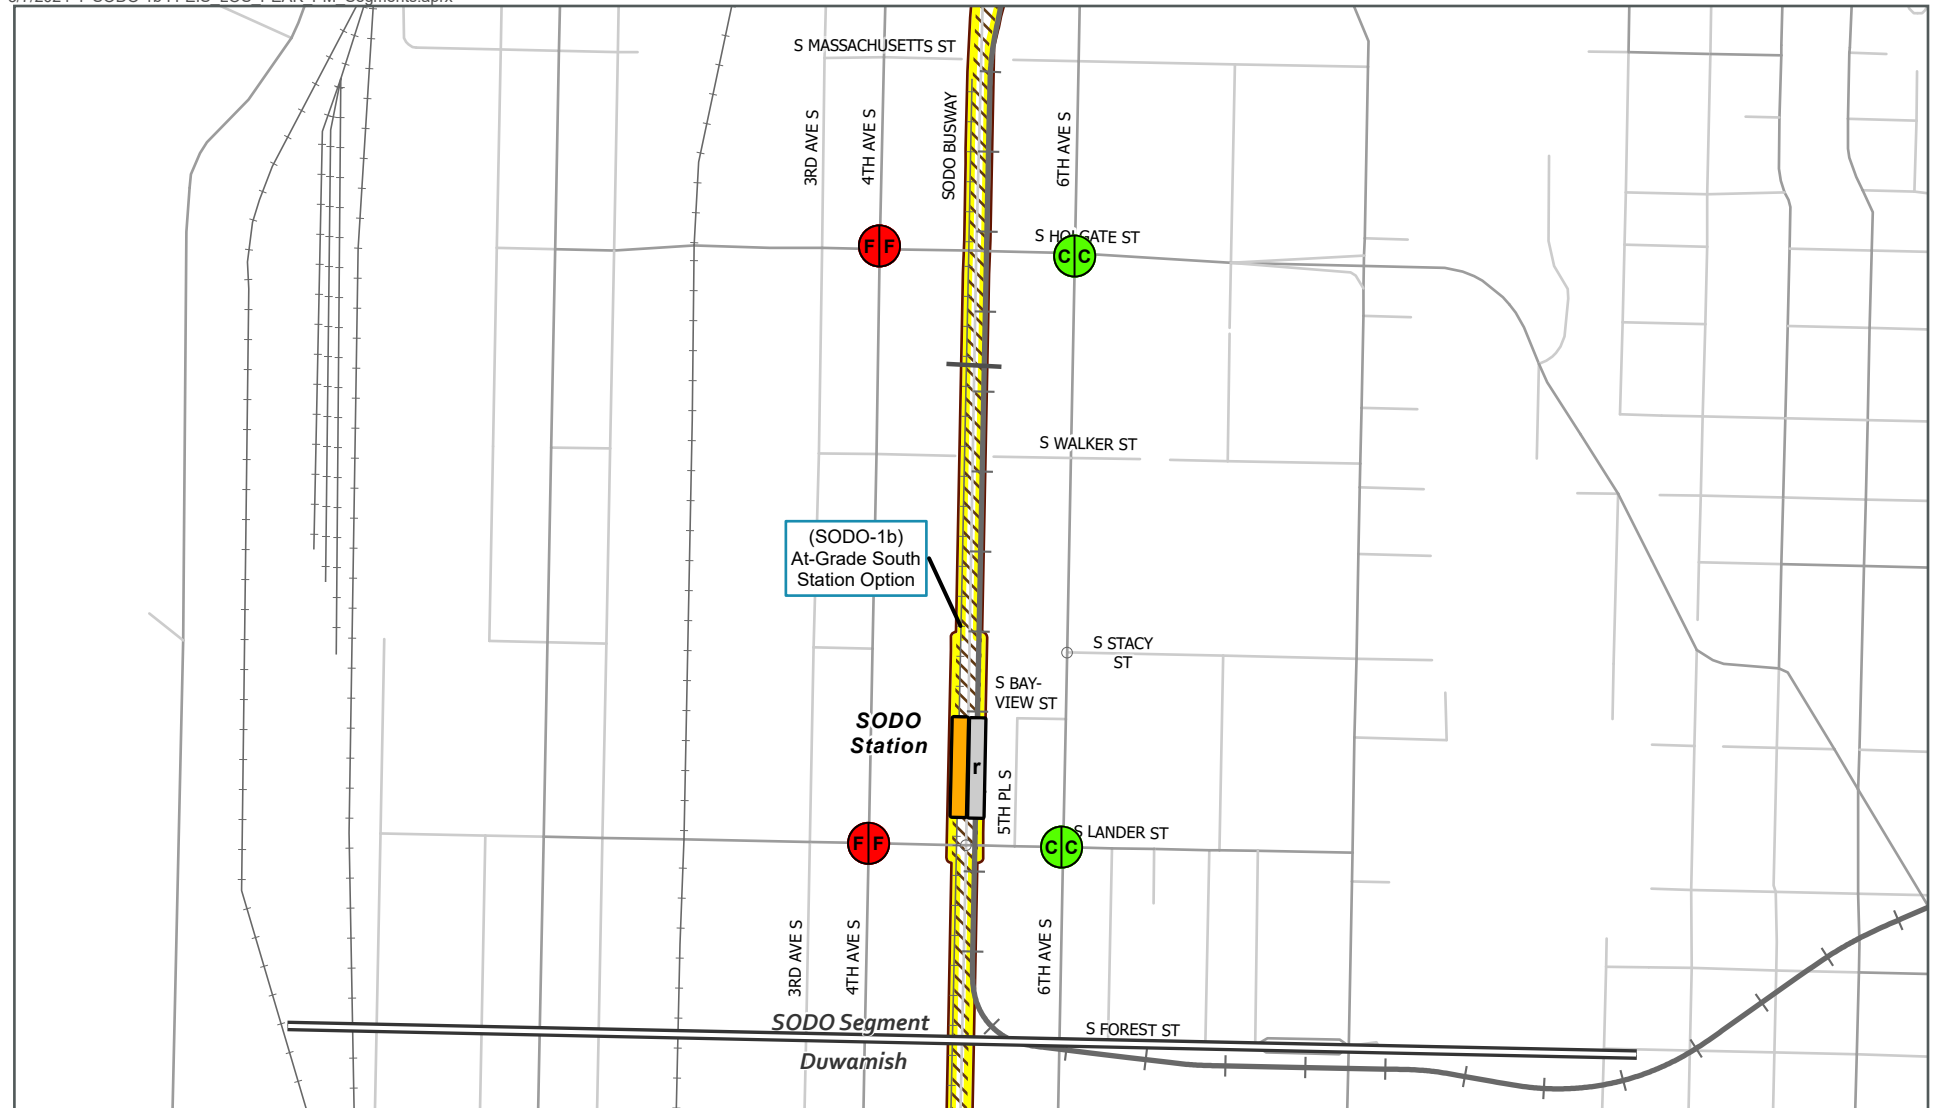 S MASSACHUSETTS ST
3RD AVE S
4TH AVE S
SODO BUSWAY
6TH AVE S
S HOLGATE ST
F F
C C
S WALKER ST
(SODO-1b)
At-Grade South
Station Option
S STACY
ST
S BAY-
VIEW ST
SODO
Station
r
5TH PL S
F F
C C
S LANDER ST
3RD AVE S
4TH AVE S
6TH AVE S
SODO Segment
Duwamish
S FOREST ST